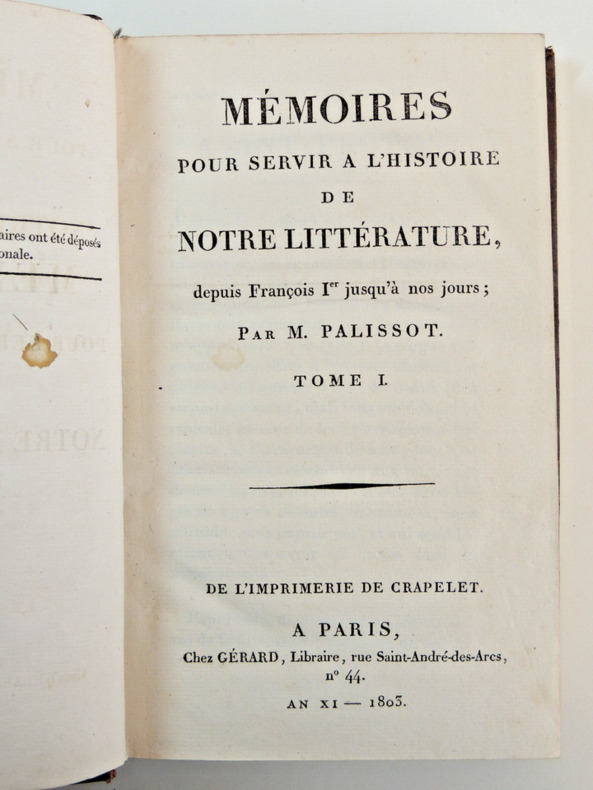 aires ont été déposés
onale.
MÉMOIRES
POUR SERVIR A L'HISTOIRE
DE
NOTRE LITTÉRATURE,
depuis François Ier jusqu'à nos jours ;
PAR M. PALISSOT.
TOME I.
DE L'IMPRIMERIE DE CRAPELET.
A PARIS,
Chez GÉRARD, Libraire, rue Saint-André-des-Arcs,
nº 44.
AN XI — 1803.